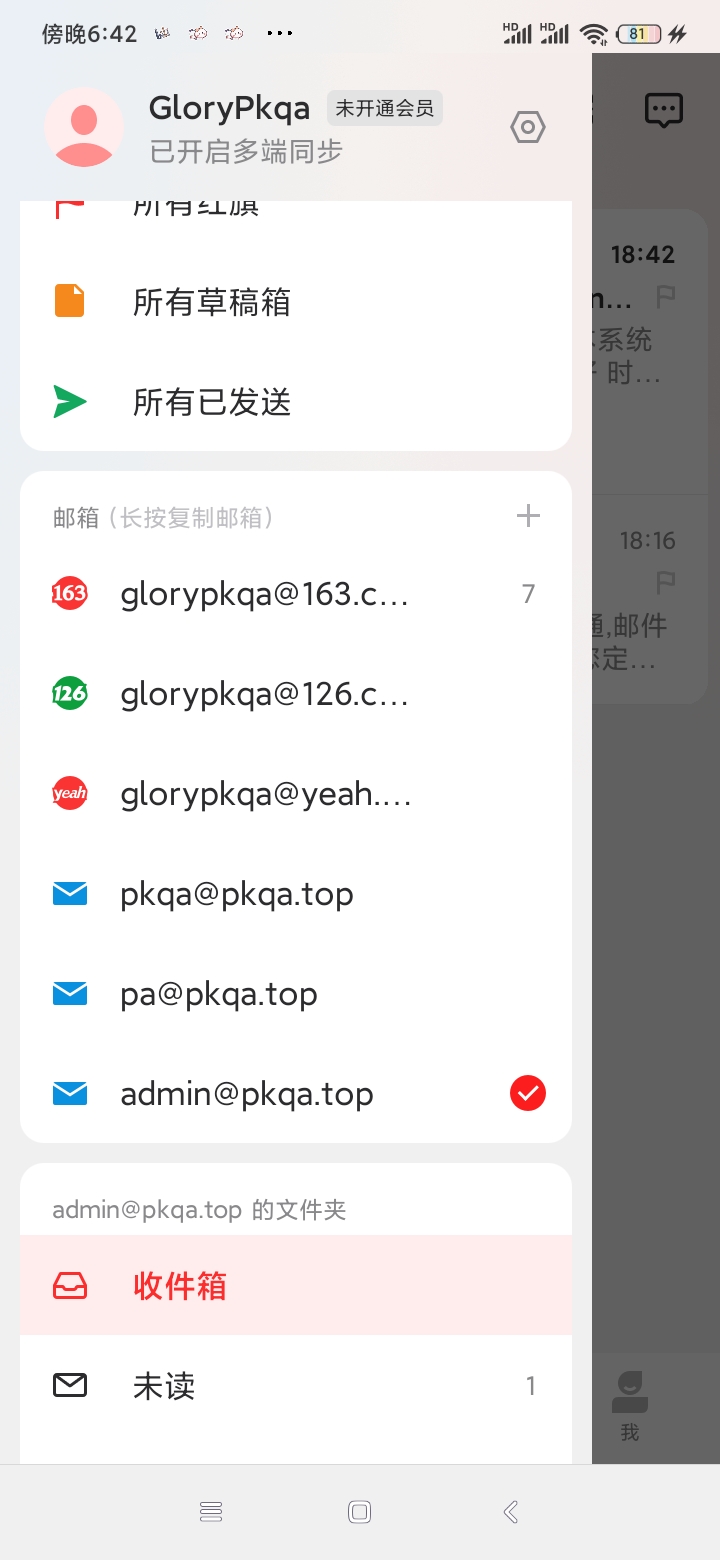 傍晚6:42
HD HD 81
GloryPkqa 未开通会员
已开启多端同步
所有红旗
所有草稿箱
所有已发送
18:42
n...
系统
时...
邮箱（长按复制邮箱）
163 glorypkqa@163.c... 7
18:16
126 glorypkqa@126.c...
通,邮件
您定...
yeah glorypkqa@yeah....
pkqa@pkqa.top
pa@pkqa.top
admin@pkqa.top
admin@pkqa.top 的文件夹
收件箱
未读 1
我